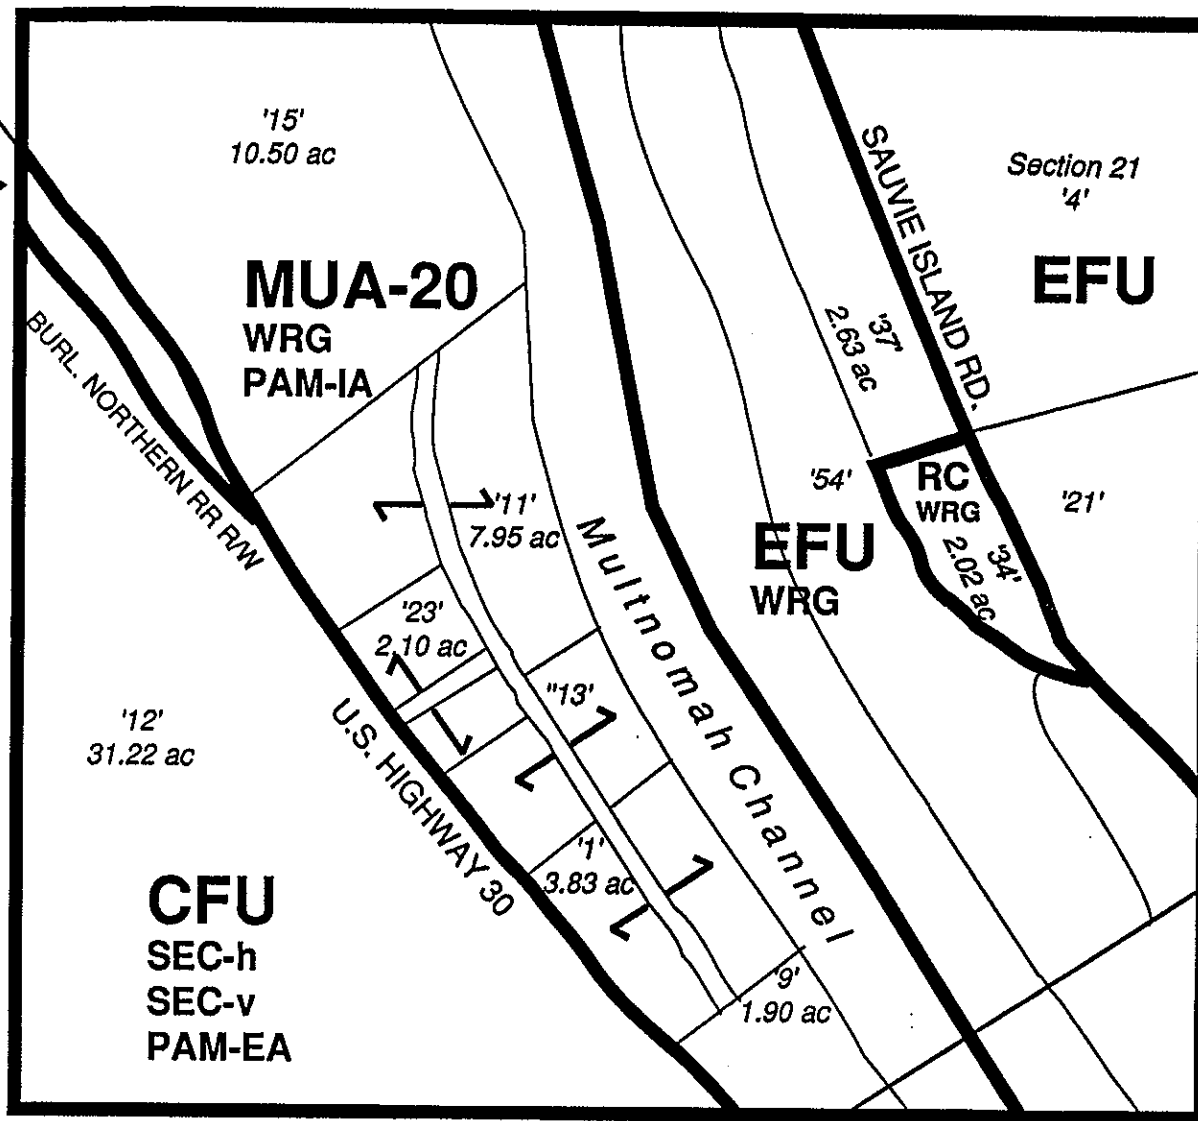 '15'
10.50 ac
Section 21
'4'
SAUVIE ISLAND RD.
MUA-20
WRG
PAM-IA
EFU
BURL. NORTHERN RR R/W
'37'
2.63 ac
'54'
RC
WRG
'34'
2.02 ac
'21'
'11'
7.95 ac
Multnomah Channel
EFU
WRG
'23'
2.10 ac
"13'
'12'
31.22 ac
U.S. HIGHWAY 30
'1'
3.83 ac
CFU
SEC-h
SEC-v
PAM-EA
'9'
1.90 ac